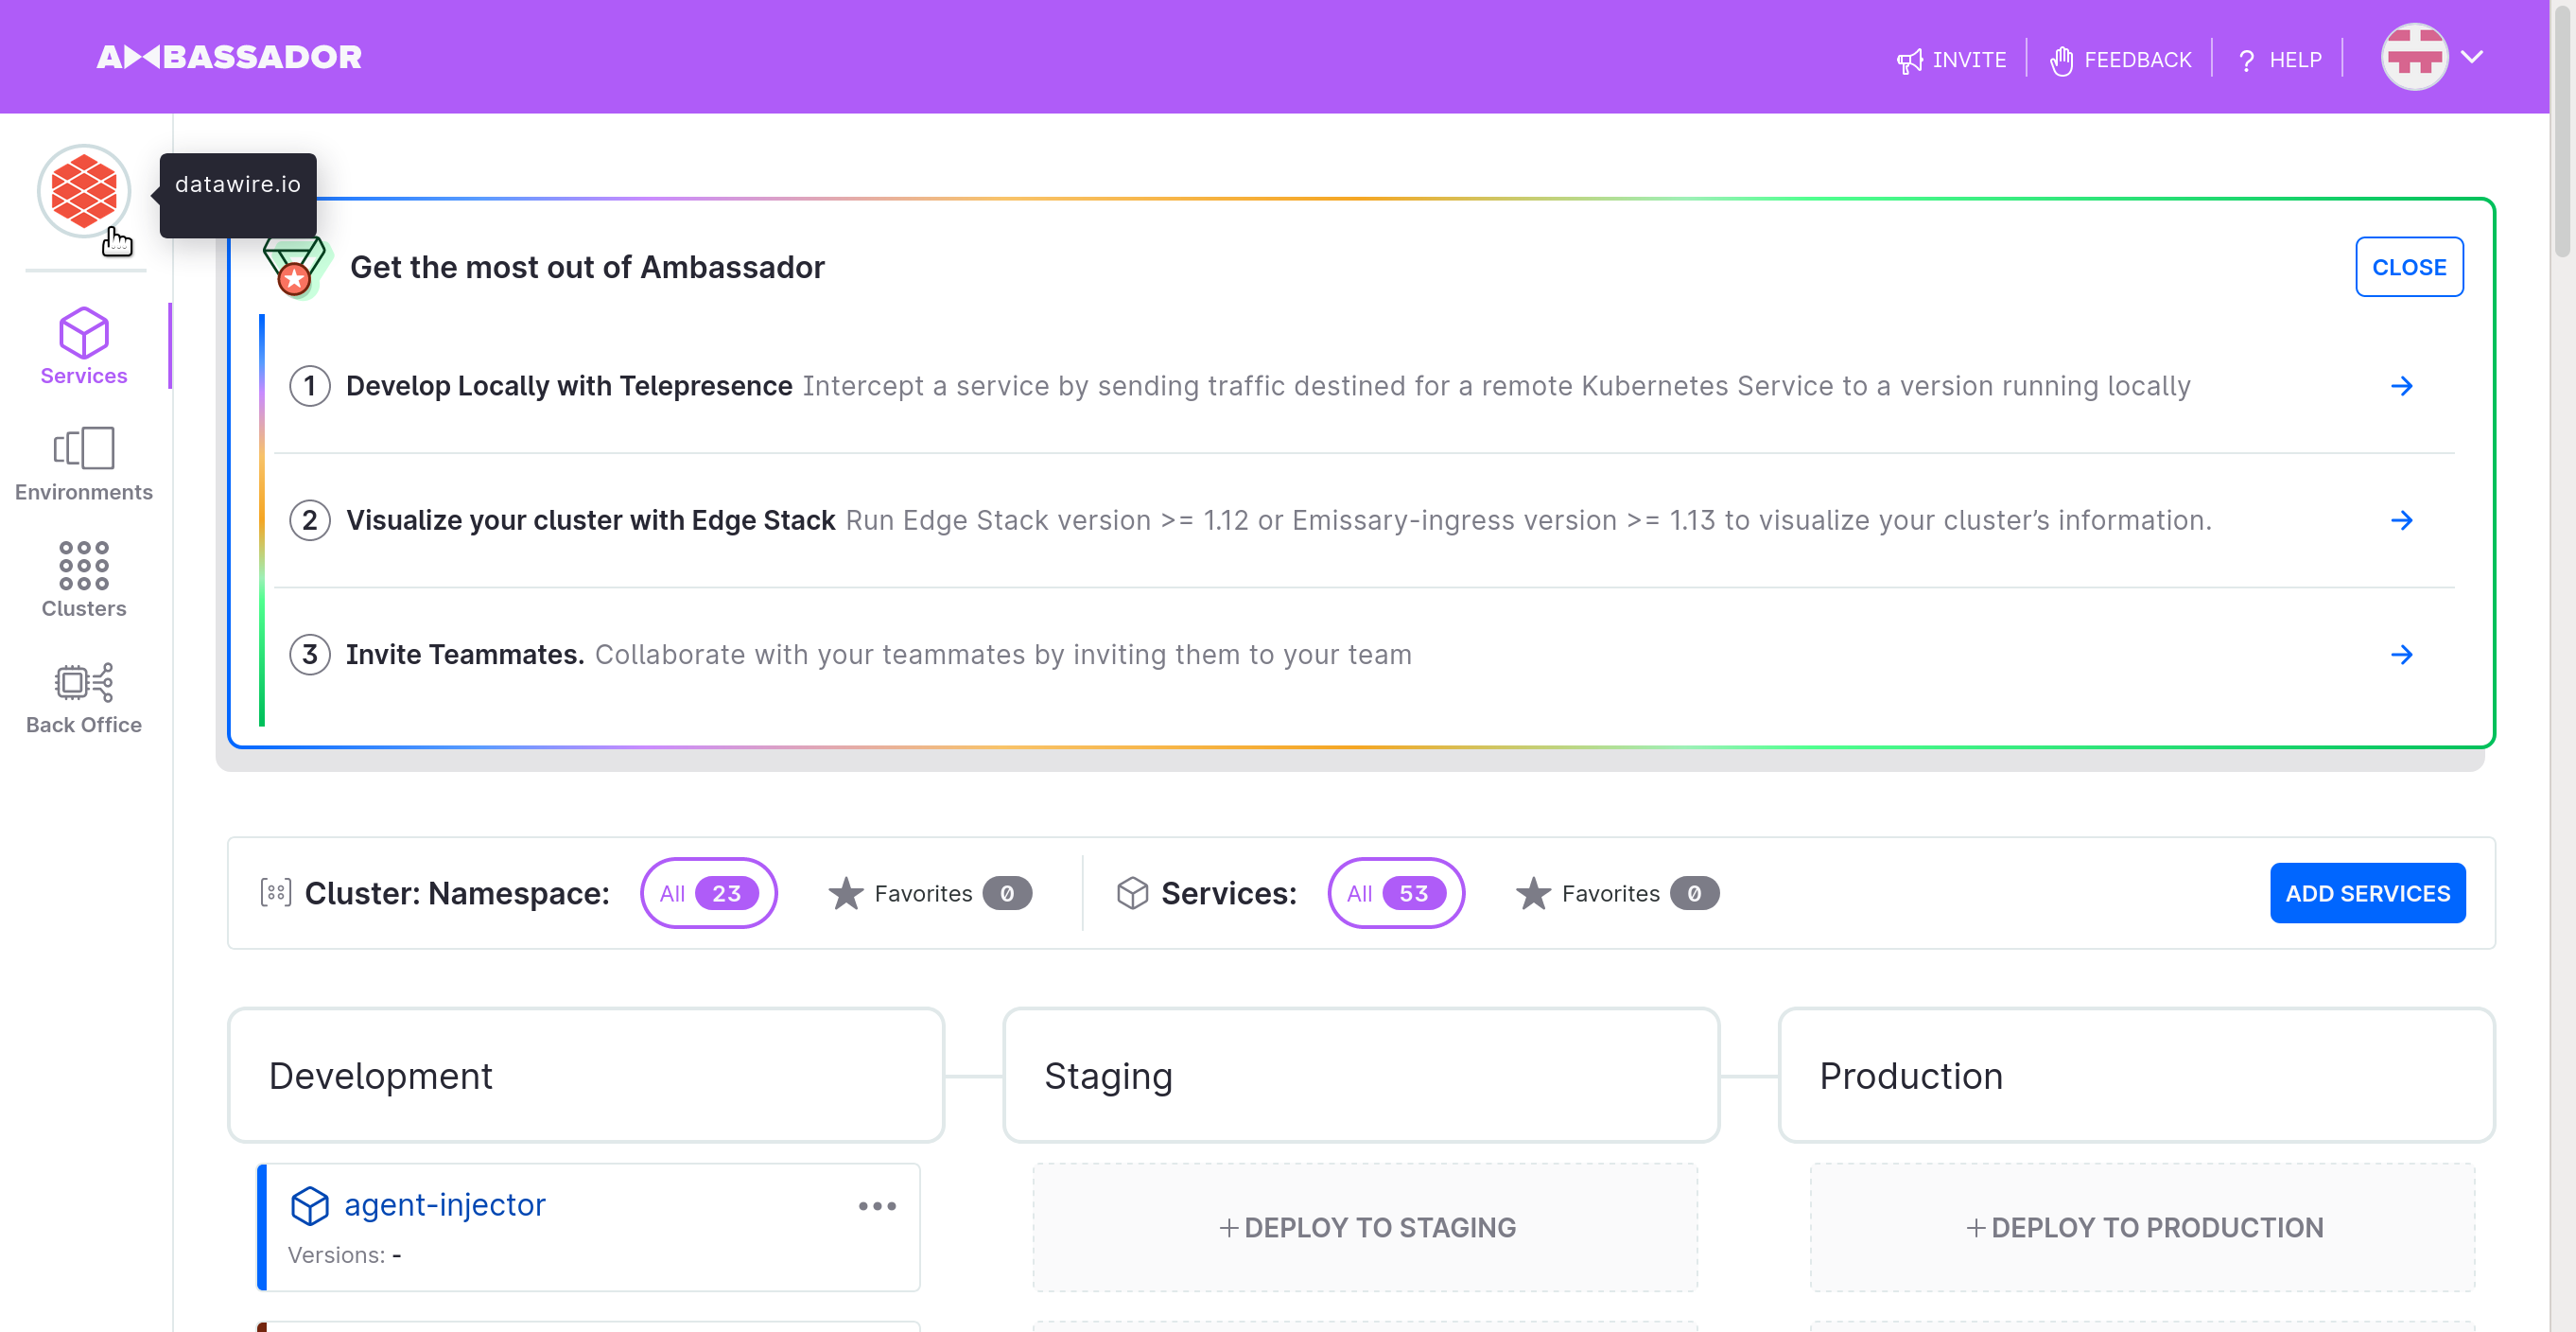 AMBASSADOR
INVITE
FEEDBACK
? HELP
datawire.io
Services
Environments
Clusters
Back Office
Get the most out of Ambassador
CLOSE
1 Develop Locally with Telepresence Intercept a service by sending traffic destined for a remote Kubernetes Service to a version running locally
2 Visualize your cluster with Edge Stack Run Edge Stack version >= 1.12 or Emissary-ingress version >= 1.13 to visualize your cluster’s information.
3 Invite Teammates. Collaborate with your teammates by inviting them to your team
Cluster: Namespace: All 23 Favorites 0 Services: All 53 Favorites 0 ADD SERVICES
Development
Staging
Production
agent-injector
Versions: -
+ DEPLOY TO STAGING
+ DEPLOY TO PRODUCTION